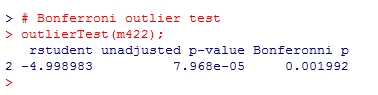 > # Bonferroni outlier test
> outlierTest(m422);
rstudent unadjusted p-value Bonferonni p
2 -4.998983 7.968e-05 0.001992
>